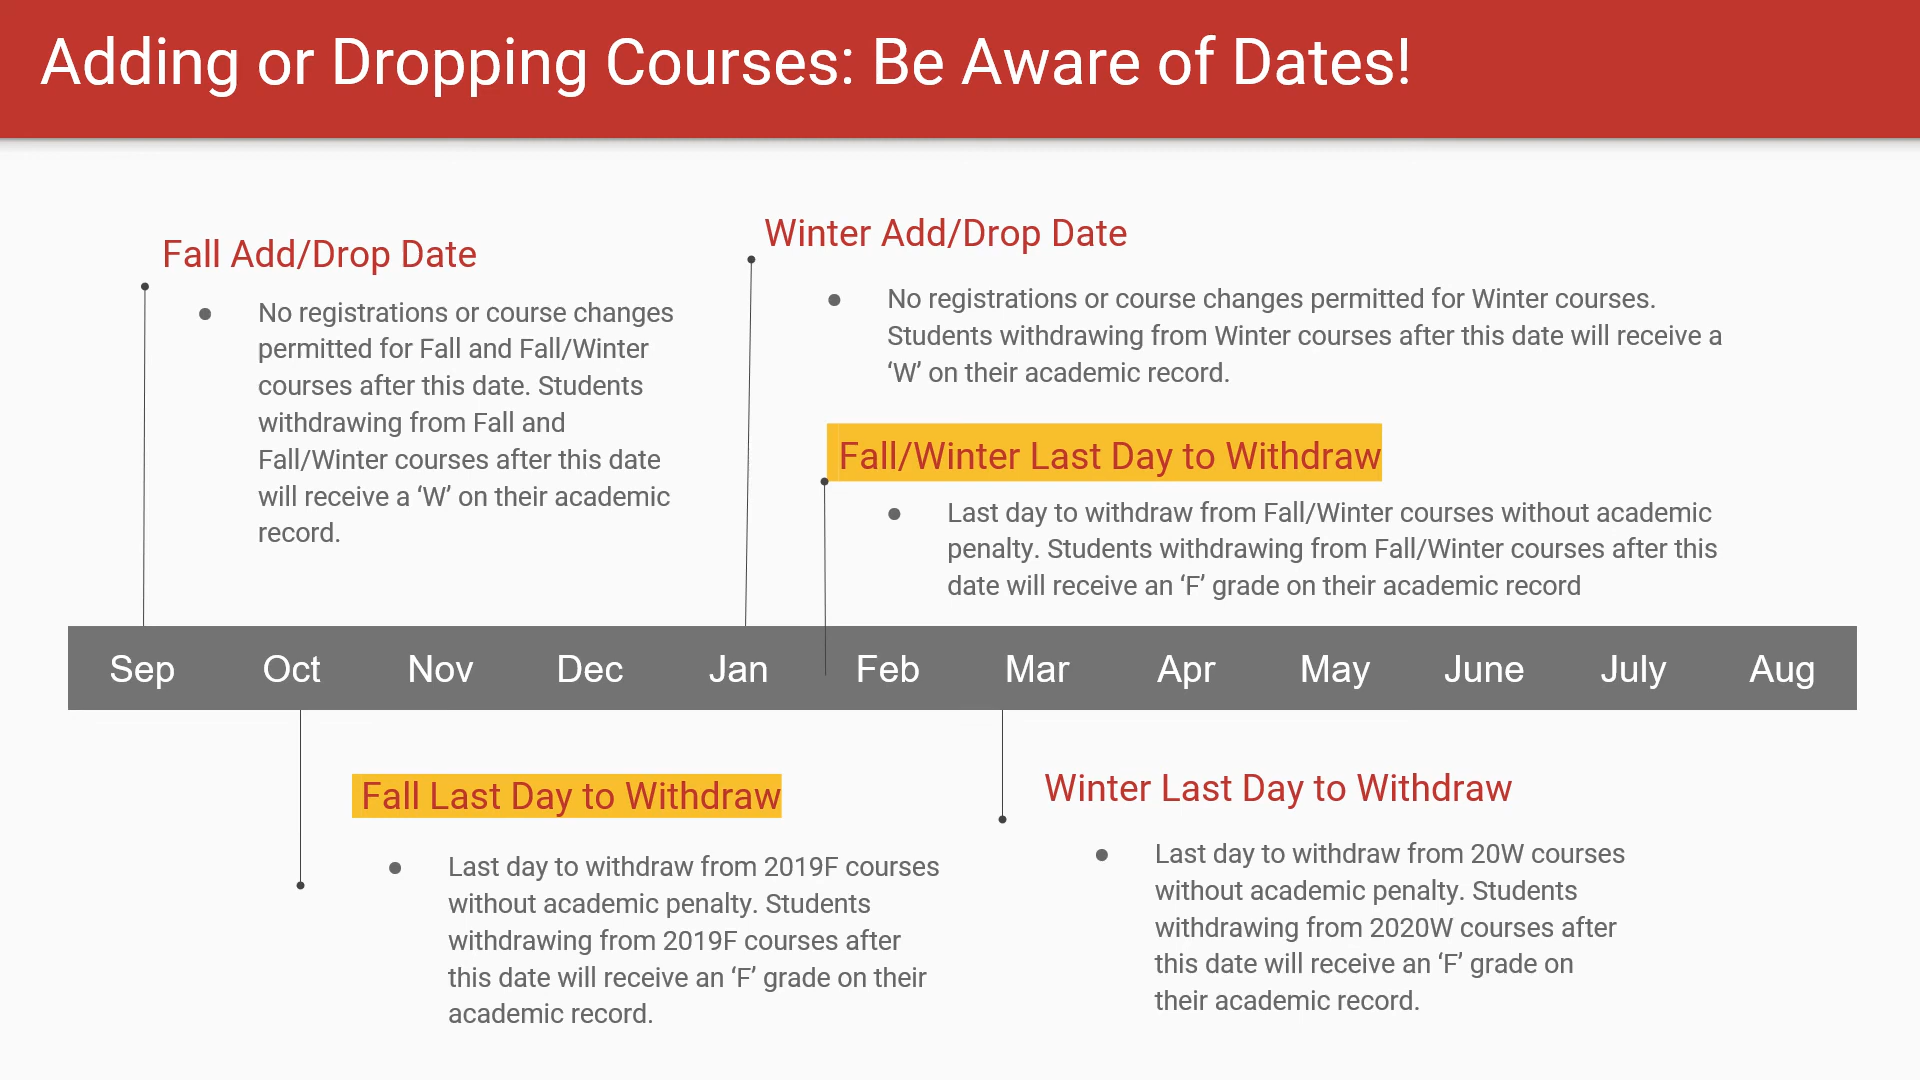 Adding or Dropping Courses: Be Aware of Dates!
Fall Add/Drop Date
● No registrations or course changes
permitted for Fall and Fall/Winter
courses after this date. Students
withdrawing from Fall and
Fall/Winter courses after this date
will receive a ‘W’ on their academic
record.
Winter Add/Drop Date
● No registrations or course changes permitted for Winter courses.
Students withdrawing from Winter courses after this date will receive a
‘W’ on their academic record.
Fall/Winter Last Day to Withdraw
● Last day to withdraw from Fall/Winter courses without academic
penalty. Students withdrawing from Fall/Winter courses after this
date will receive an ‘F’ grade on their academic record
Sep Oct Nov Dec Jan Feb Mar Apr May June July Aug
Fall Last Day to Withdraw
● Last day to withdraw from 2019F courses
without academic penalty. Students
withdrawing from 2019F courses after
this date will receive an ‘F’ grade on their
academic record.
Winter Last Day to Withdraw
● Last day to withdraw from 20W courses
without academic penalty. Students
withdrawing from 2020W courses after
this date will receive an ‘F’ grade on
their academic record.